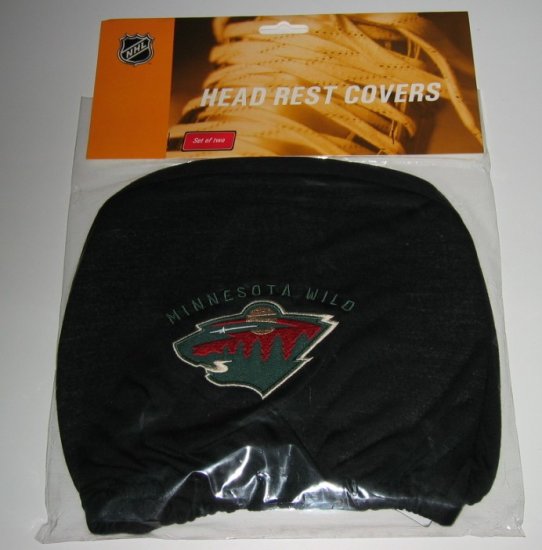 NHL
HEAD REST COVERS
Set of two
MINNESOTA WILD